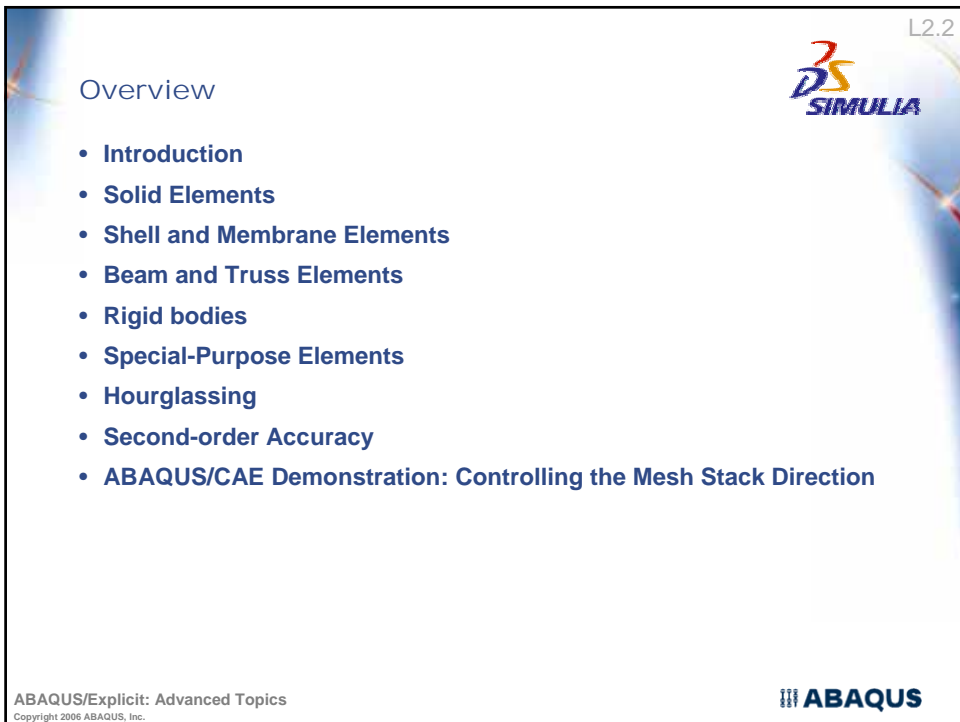 L2.2
Overview
SIMULIA
• Introduction
• Solid Elements
• Shell and Membrane Elements
• Beam and Truss Elements
• Rigid bodies
• Special-Purpose Elements
• Hourglassing
• Second-order Accuracy
• ABAQUS/CAE Demonstration: Controlling the Mesh Stack Direction
ABAQUS/Explicit: Advanced Topics
Copyright 2006 ABAQUS, Inc.
ABAQUS